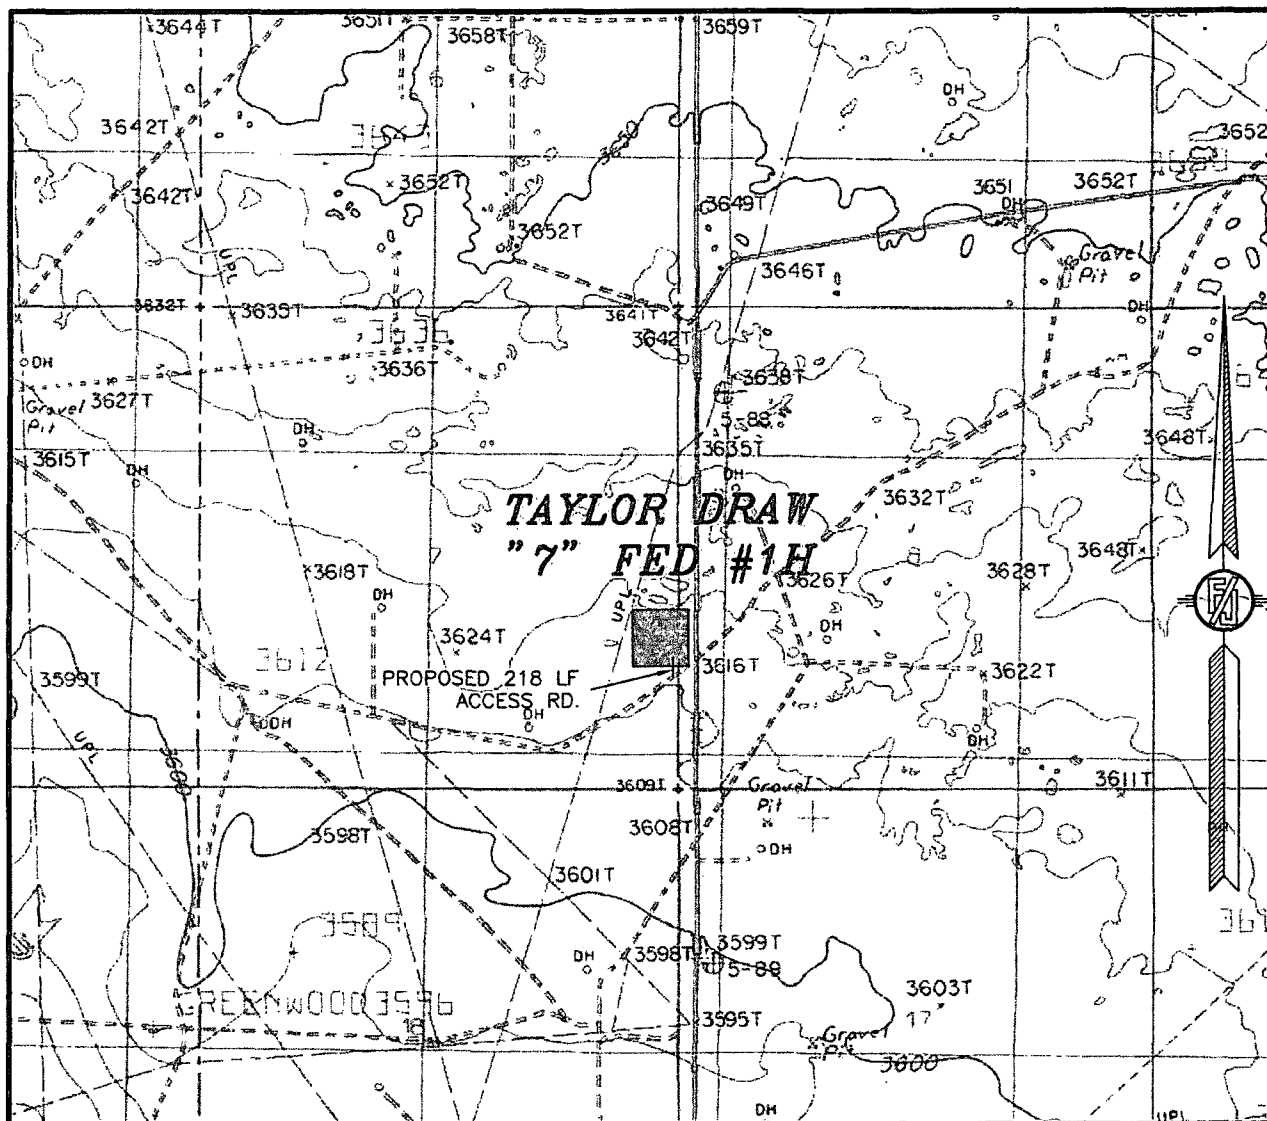 3644T
3651T
3658T
3659T
DH
3642T
3650
3652
3652T
3642T
3651
DH
3652T
3649T
3652T
UPL
Gravel
Pit
3646T
3632T
3635T
3641T
DH
3642T
DH
3636T
3638T
Gravel
Pit
3627T
5-88
DH
3635T
3648T
3615T
DH
DH
3632T
TAYLOR DRAW
"7" FED #1H
3648T
3618T
3626T
3628T
DH
UPL
DH
3624T
3612
3616T
3622T
3599T
PROPOSED 218 LF
ACCESS RD.
DH
DH
DH
UPL
3600
3609T
Gravel
Pit
3611T
3608T
3598T
DH
3601T
3589
3598T
3599T
DH
5-88
GREENWOOD 3596
3603T
18
3595T
17
Gravel
Pit
3600
DH
UPL